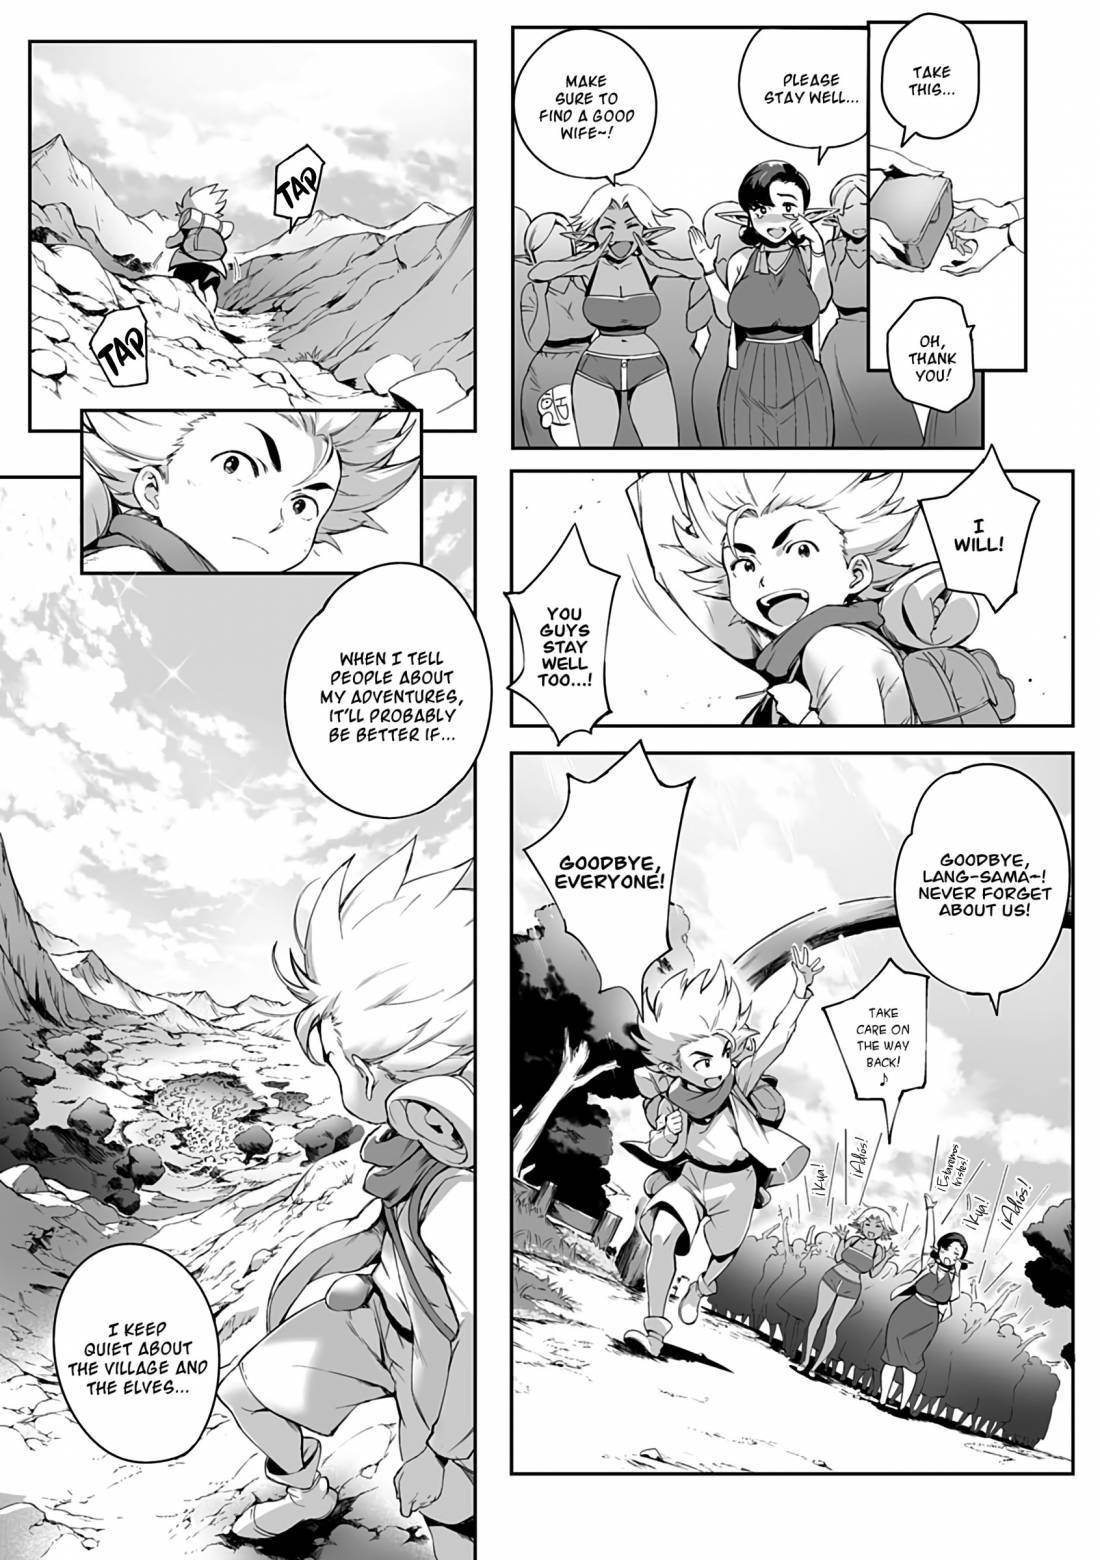 TAKE
THIS...
PLEASE
STAY WELL...
MAKE
SURE TO
FIND A GOOD
WIFE~!
OH,
THANK
YOU!
I
WILL!
YOU
GUYS
STAY
WELL
TOO...!
GOODBYE,
LANG-SAMA~!
NEVER FORGET
ABOUT US!
GOODBYE,
EVERYONE!
TAKE
CARE ON
THE WAY
BACK!
♪
¡Kya!
¡Adiós!
¡Estaremos
tristes!
¡Kya!
¡Adiós!
TAP
TAP
WHEN I TELL
PEOPLE ABOUT
MY ADVENTURES,
IT'LL PROBABLY
BE BETTER IF...
I KEEP
QUIET ABOUT
THE VILLAGE AND
THE ELVES...